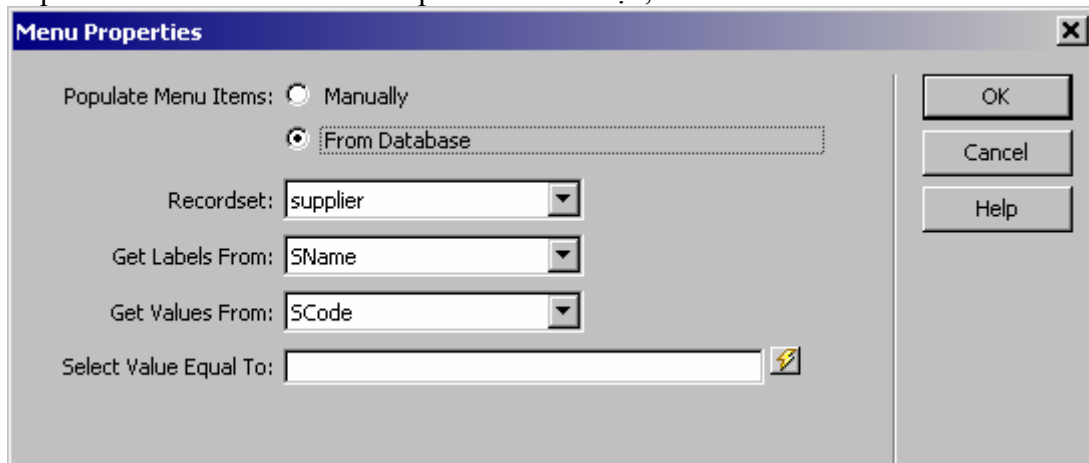 Menu Properties
Populate Menu Items: Manually
From Database
Recordset: supplier
Get Labels From: SName
Get Values From: SCode
Select Value Equal To:
OK
Cancel
Help